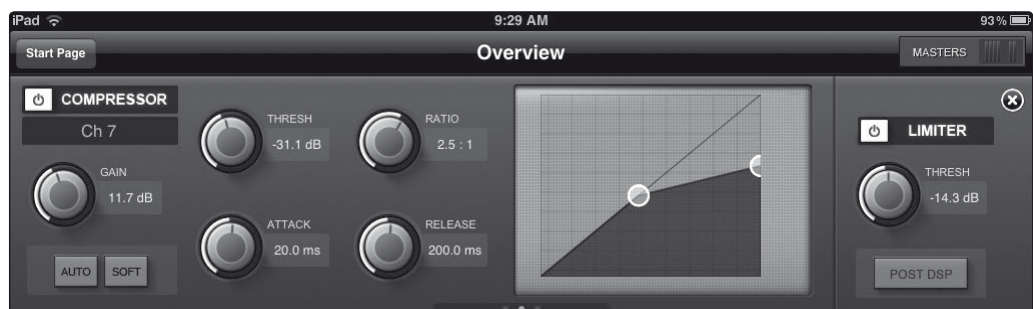 iPad 9:29 AM 93%
Start Page Overview MASTERS
COMPRESSOR
Ch 7
GAIN
11.7 dB
AUTO SOFT
THRESH
-31.1 dB
RATIO
2.5 : 1
ATTACK
20.0 ms
RELEASE
200.0 ms
LIMITER
THRESH
-14.3 dB
POST DSP